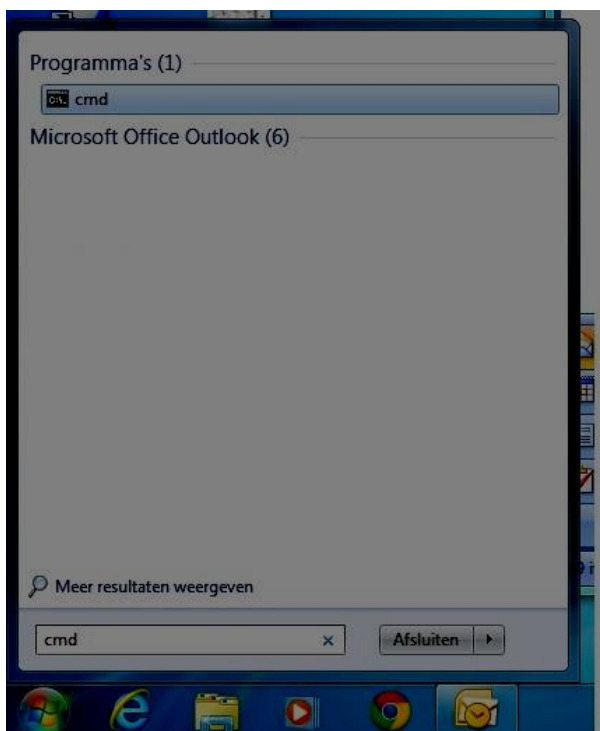 Programma's (1)
cmd
Microsoft Office Outlook (6)
Meer resultaten weergeven
cmd
Afsluiten